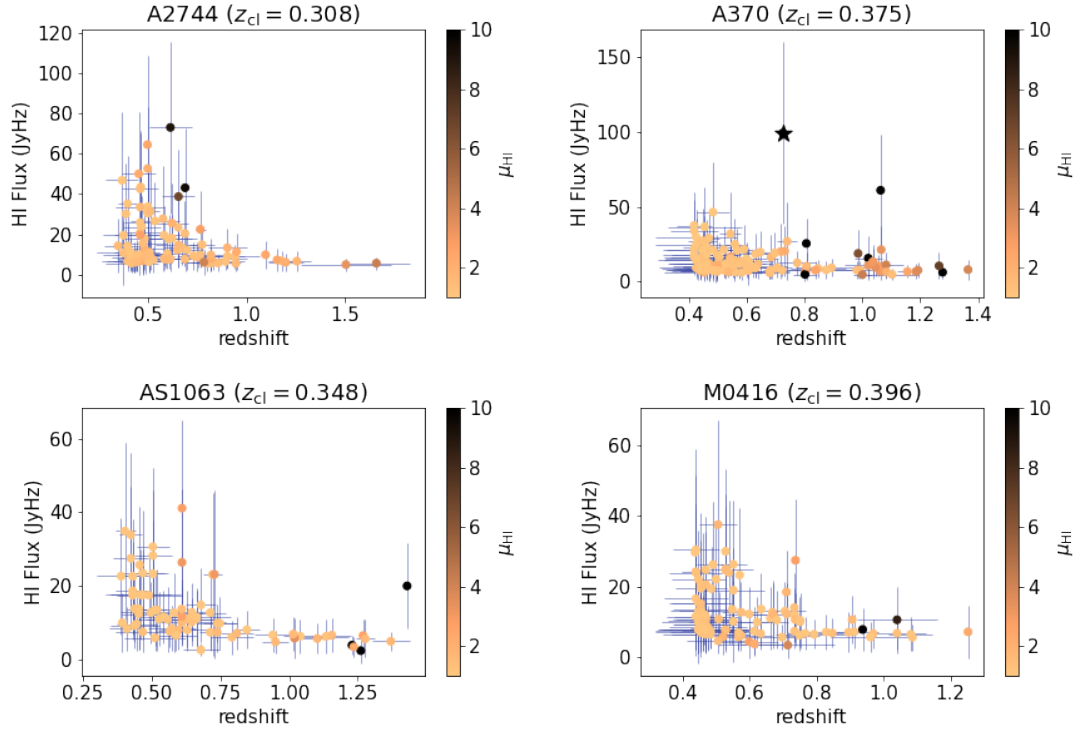 A2744 (z_cl = 0.308)
HI Flux (JyHz)
120
100
80
60
40
20
0
0.5 1.0 1.5
redshift
10
8
6
4
2
μ_HI
A370 (z_cl = 0.375)
HI Flux (JyHz)
150
100
50
0
0.4 0.6 0.8 1.0 1.2 1.4
redshift
10
8
6
4
2
μ_HI
AS1063 (z_cl = 0.348)
HI Flux (JyHz)
60
40
20
0
0.25 0.50 0.75 1.00 1.25
redshift
10
8
6
4
2
μ_HI
M0416 (z_cl = 0.396)
HI Flux (JyHz)
60
40
20
0
0.4 0.6 0.8 1.0 1.2
redshift
10
8
6
4
2
μ_HI